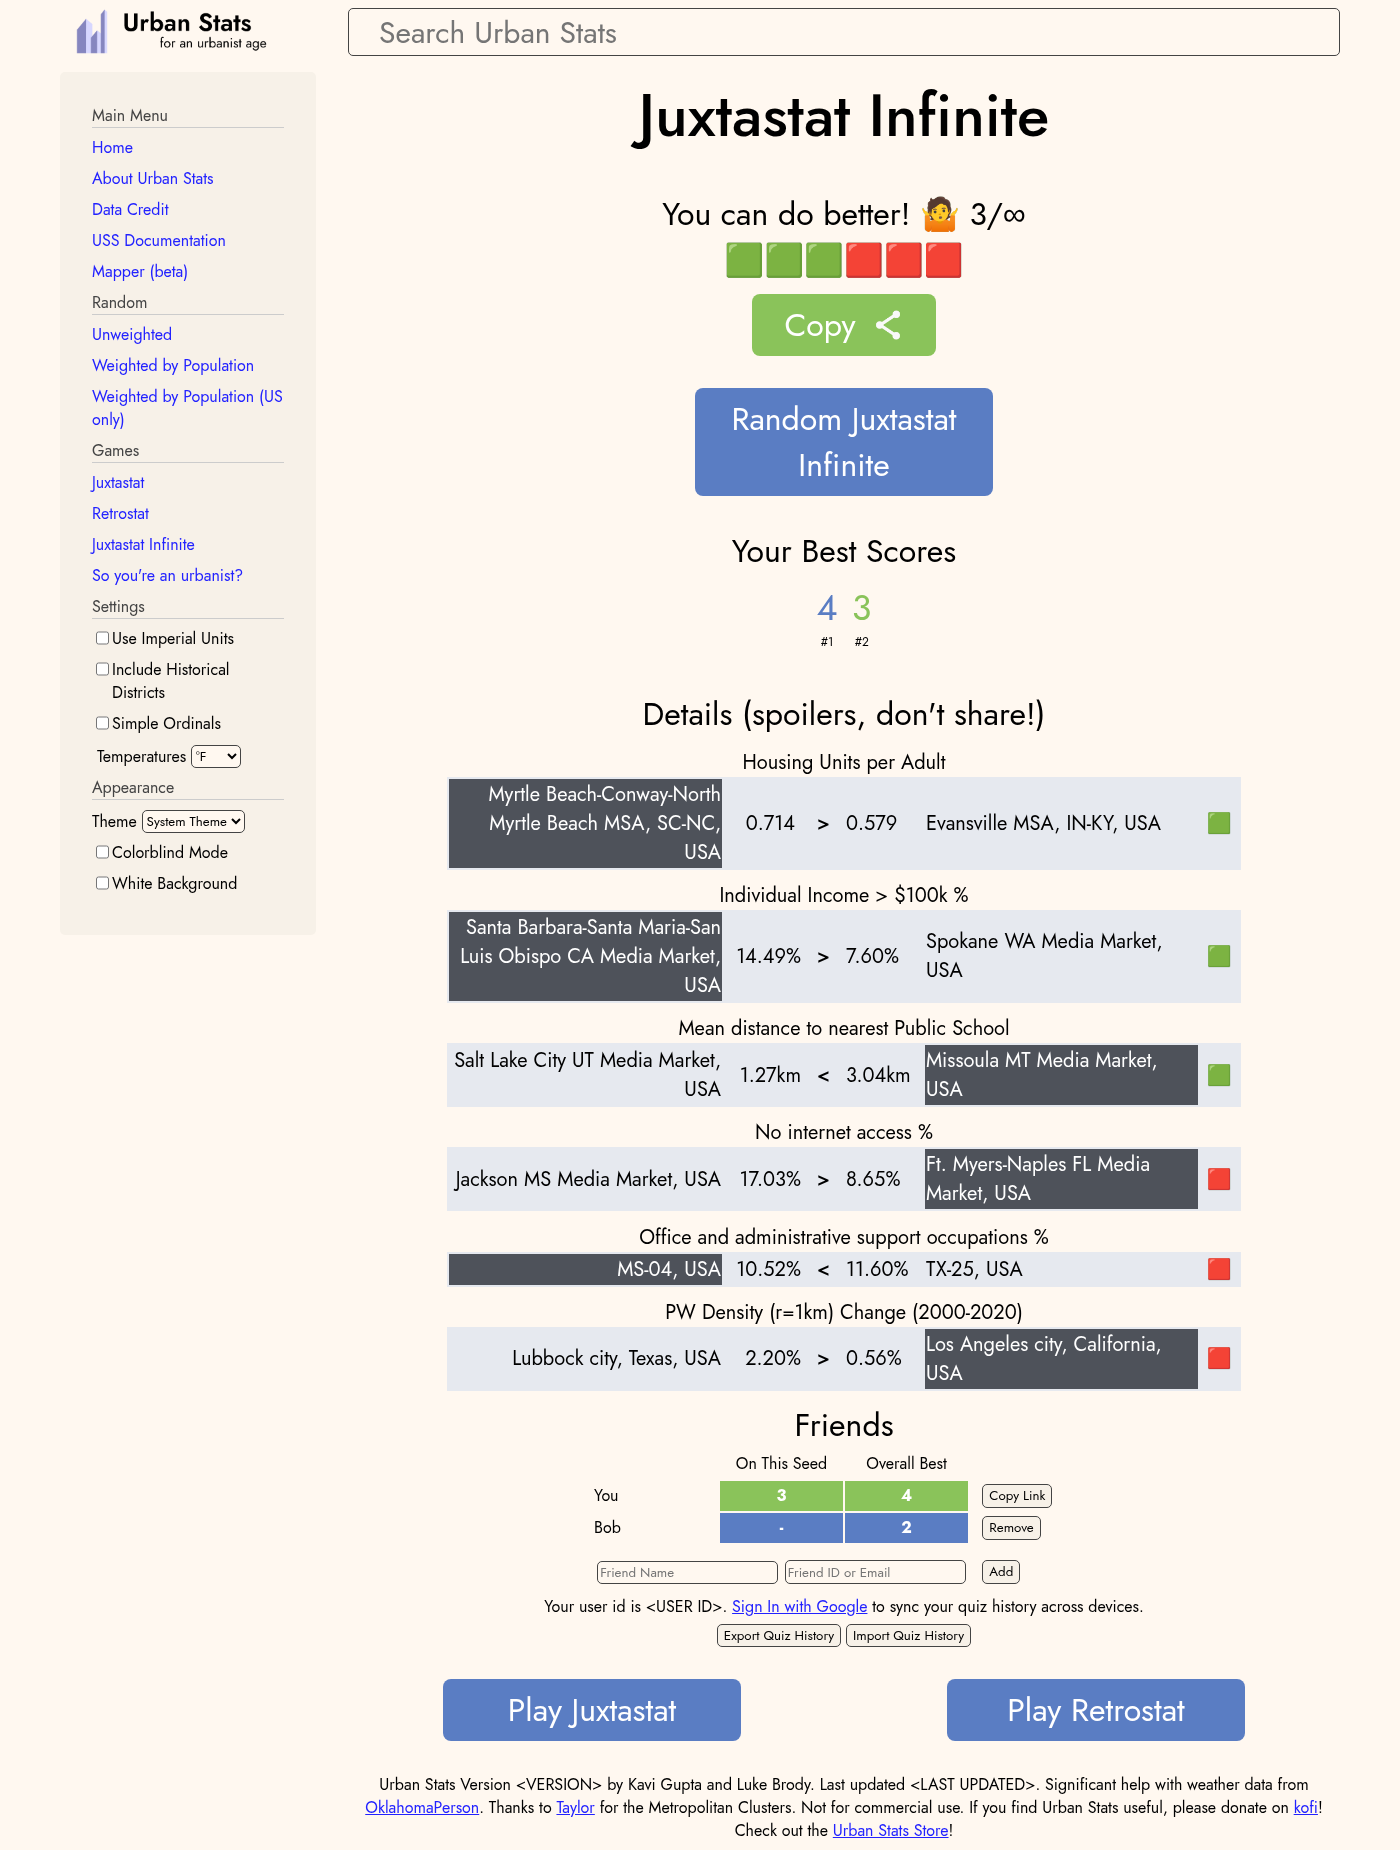 Urban Stats
for an urbanist age
Search Urban Stats
Main Menu
Home
About Urban Stats
Data Credit
USS Documentation
Mapper (beta)
Random
Unweighted
Weighted by Population
Weighted by Population (US
only)
Games
Juxtastat
Retrostat
Juxtastat Infinite
So you're an urbanist?
Settings
Use Imperial Units
Include Historical
Districts
Simple Ordinals
Temperatures °F
Appearance
Theme System Theme
Colorblind Mode
White Background
Juxtastat Infinite
You can do better! 🤷 3/∞
🟩🟩🟩🟥🟥🟥
Copy
Random Juxtastat
Infinite
Your Best Scores
4 3
#1 #2
Details (spoilers, don't share!)
Housing Units per Adult
Myrtle Beach-Conway-North
Myrtle Beach MSA, SC-NC,
USA
0.714 > 0.579 Evansville MSA, IN-KY, USA 🟩
Individual Income > $100k %
Santa Barbara-Santa Maria-San
Luis Obispo CA Media Market,
USA
14.49% > 7.60%
Spokane WA Media Market,
USA
🟩
Mean distance to nearest Public School
Salt Lake City UT Media Market,
USA
1.27km < 3.04km
Missoula MT Media Market,
USA
🟩
No internet access %
Jackson MS Media Market, USA 17.03% > 8.65%
Ft. Myers-Naples FL Media
Market, USA
🟥
Office and administrative support occupations %
MS-04, USA 10.52% < 11.60% TX-25, USA 🟥
PW Density (r=1km) Change (2000-2020)
Lubbock city, Texas, USA 2.20% > 0.56%
Los Angeles city, California,
USA
🟥
Friends
On This Seed Overall Best
You 3 4 Copy Link
Bob - 2 Remove
Friend Name Friend ID or Email Add
Your user id is <USER ID>. Sign In with Google to sync your quiz history across devices.
Export Quiz History Import Quiz History
Play Juxtastat Play Retrostat
Urban Stats Version <VERSION> by Kavi Gupta and Luke Brody. Last updated <LAST UPDATED>. Significant help with weather data from
OklahomaPerson. Thanks to Taylor for the Metropolitan Clusters. Not for commercial use. If you find Urban Stats useful, please donate on kofi!
Check out the Urban Stats Store!